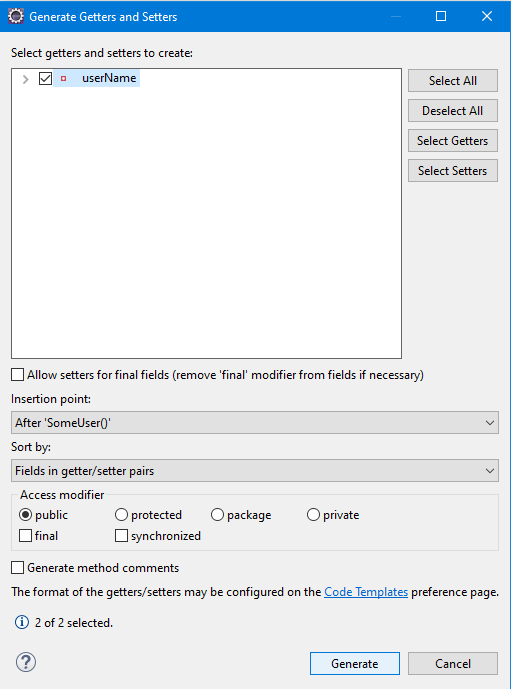 Generate Getters and Setters
Select getters and setters to create:
userName
Select All
Deselect All
Select Getters
Select Setters
Allow setters for final fields (remove 'final' modifier from fields if necessary)
Insertion point:
After 'SomeUser()'
Sort by:
Fields in getter/setter pairs
Access modifier
public protected package private
final synchronized
Generate method comments
The format of the getters/setters may be configured on the Code Templates preference page.
2 of 2 selected.
Generate Cancel